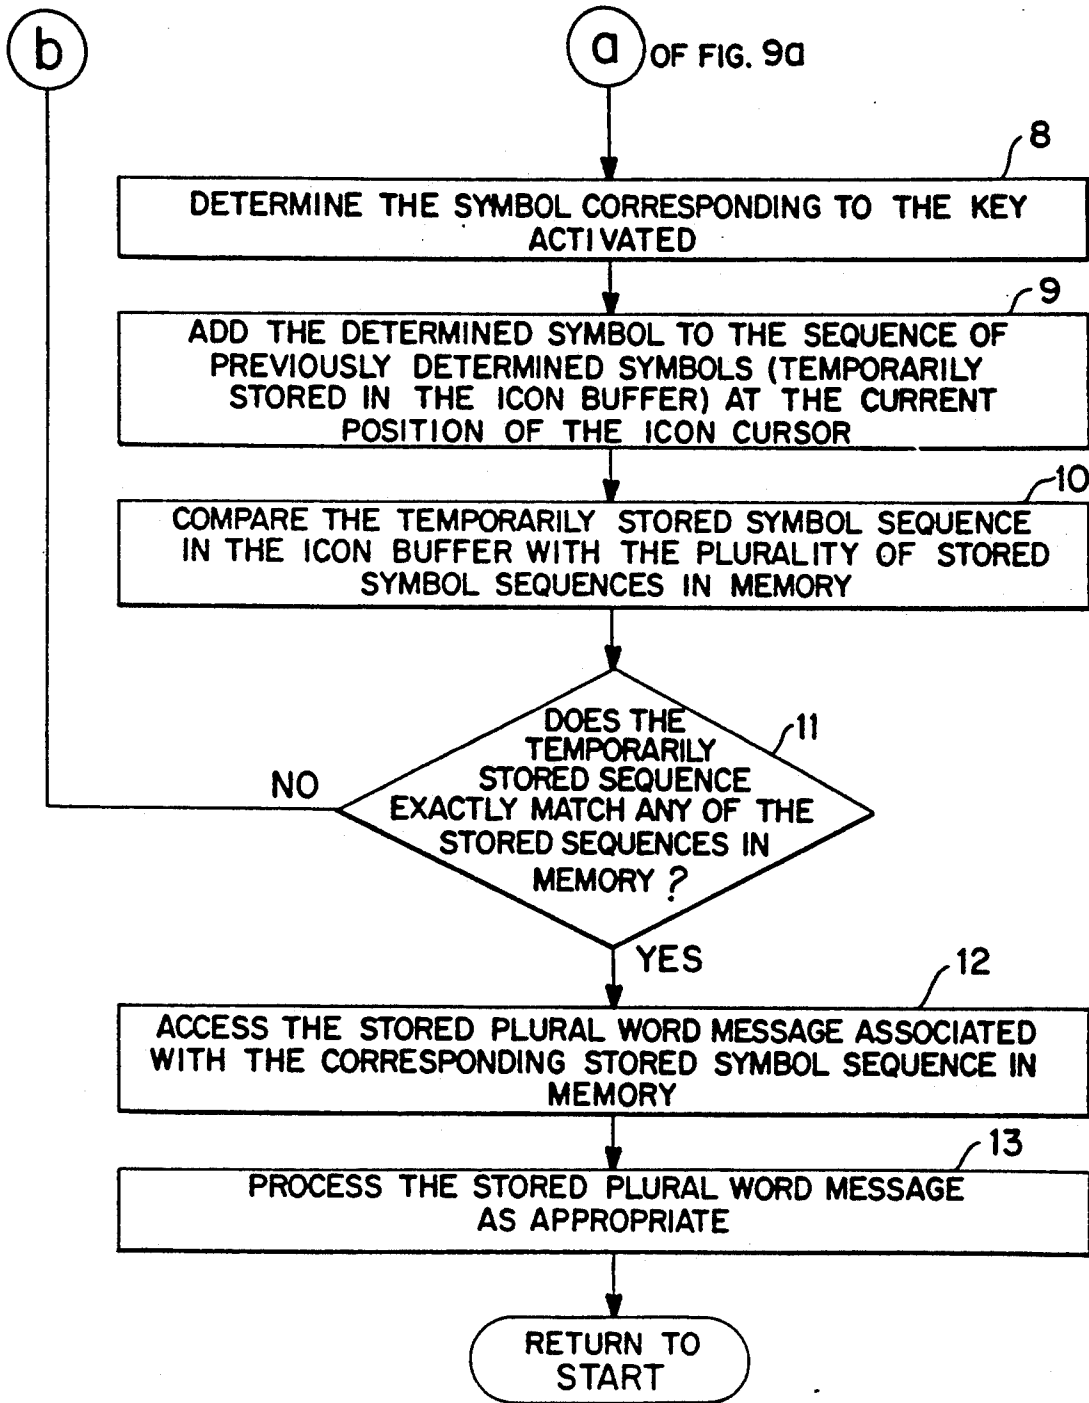 b
a OF FIG. 9a
8
DETERMINE THE SYMBOL CORRESPONDING TO THE KEY
ACTIVATED
9
ADD THE DETERMINED SYMBOL TO THE SEQUENCE OF
PREVIOUSLY DETERMINED SYMBOLS (TEMPORARILY
STORED IN THE ICON BUFFER) AT THE CURRENT
POSITION OF THE ICON CURSOR
10
COMPARE THE TEMPORARILY STORED SYMBOL SEQUENCE
IN THE ICON BUFFER WITH THE PLURALITY OF STORED
SYMBOL SEQUENCES IN MEMORY
11
DOES THE
TEMPORARILY
STORED SEQUENCE
EXACTLY MATCH ANY OF THE
STORED SEQUENCES IN
MEMORY ?
NO
YES
12
ACCESS THE STORED PLURAL WORD MESSAGE ASSOCIATED
WITH THE CORRESPONDING STORED SYMBOL SEQUENCE IN
MEMORY
13
PROCESS THE STORED PLURAL WORD MESSAGE
AS APPROPRIATE
RETURN TO
START